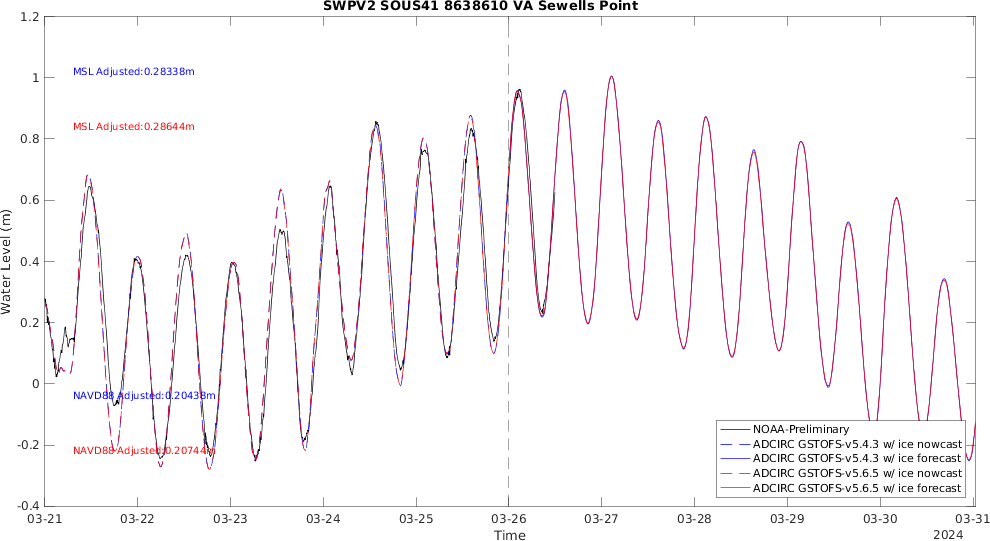 SWPV2 SOUS41 8638610 VA Sewells Point
1.2
1
0.8
0.6
0.4
0.2
0
-0.2
-0.4
Water Level (m)
MSL Adjusted:0.28338m
MSL Adjusted:0.28644m
NAVD88 Adjusted:0.20438m
NAVD88 Adjusted:0.20744m
NOAA-Preliminary
ADCIRC GSTOFS-v5.4.3 w/ ice nowcast
ADCIRC GSTOFS-v5.4.3 w/ ice forecast
ADCIRC GSTOFS-v5.6.5 w/ ice nowcast
ADCIRC GSTOFS-v5.6.5 w/ ice forecast
03-21 03-22 03-23 03-24 03-25 03-26 03-27 03-28 03-29 03-30 03-31
Time
2024